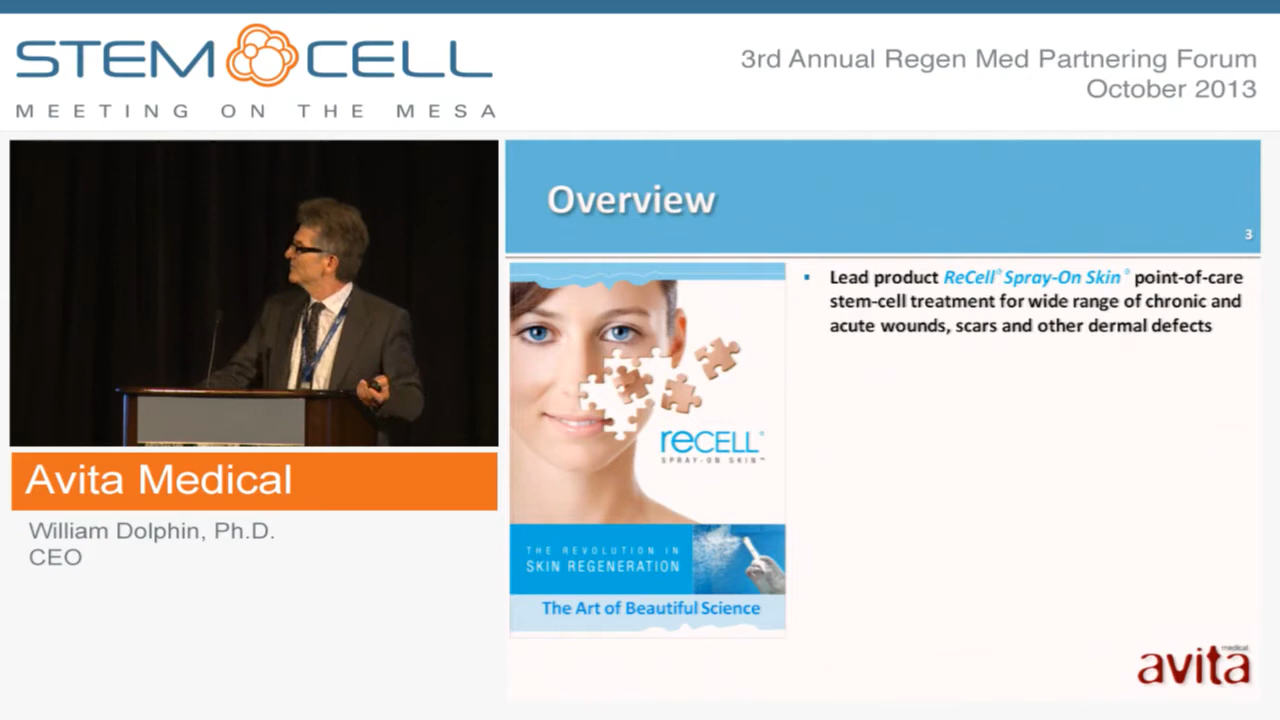 STEM CELL
MEETING ON THE MESA
3rd Annual Regen Med Partnering Forum
October 2013
Overview
3
▪ Lead product ReCell® Spray-On Skin® point-of-care
stem-cell treatment for wide range of chronic and
acute wounds, scars and other dermal defects
reCELL®
SPRAY-ON SKIN™
THE REVOLUTION IN
SKIN REGENERATION
The Art of Beautiful Science
avita
medical
Avita Medical
William Dolphin, Ph.D.
CEO